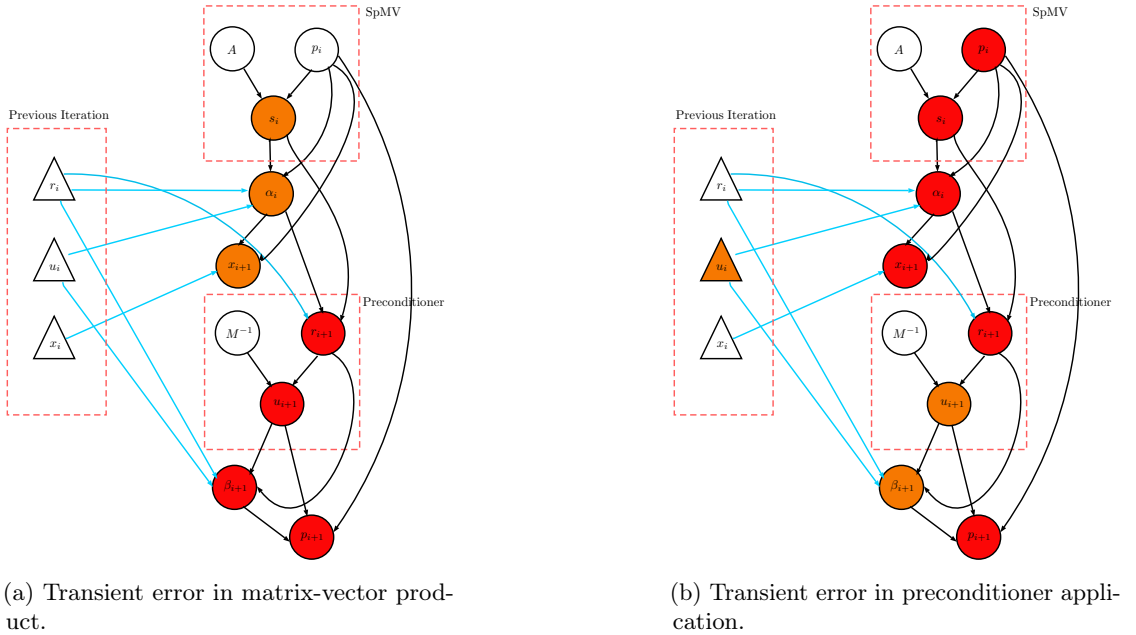 SpMV
A
p_i
s_i
Previous Iteration
r_i
α_i
u_i
x_{i+1}
Preconditioner
x_i
M^{-1}
r_{i+1}
u_{i+1}
β_{i+1}
p_{i+1}
(a) Transient error in matrix-vector prod-
uct.
SpMV
A
p_i
s_i
Previous Iteration
r_i
α_i
u_i
x_{i+1}
Preconditioner
x_i
M^{-1}
r_{i+1}
u_{i+1}
β_{i+1}
p_{i+1}
(b) Transient error in preconditioner appli-
cation.